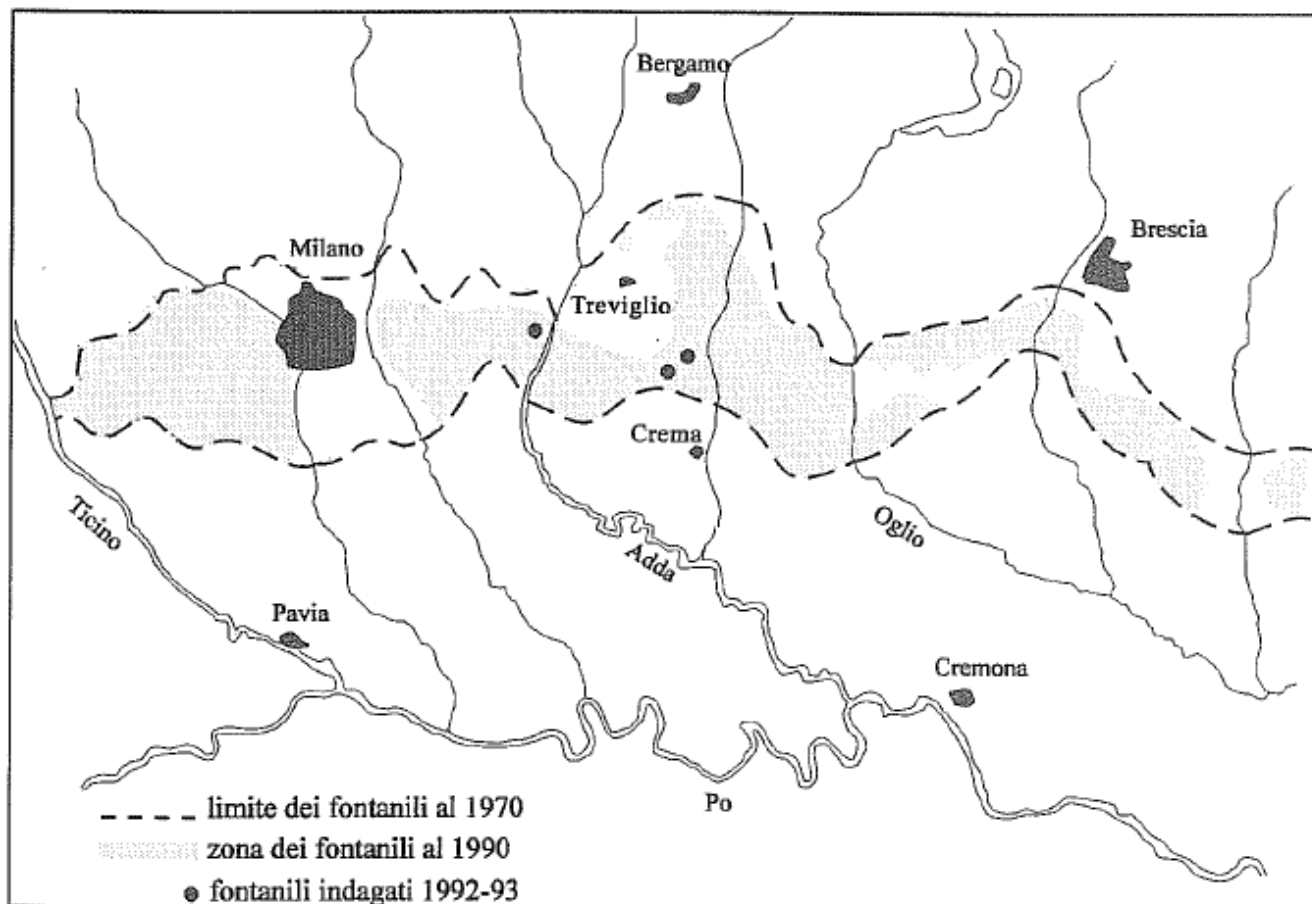 Bergamo
Milano
Brescia
Treviglio
Crema
Ticino
Adda
Oglio
Pavia
Cremona
Po
limite dei fontanili al 1970
zona dei fontanili al 1990
fontanili indagati 1992-93